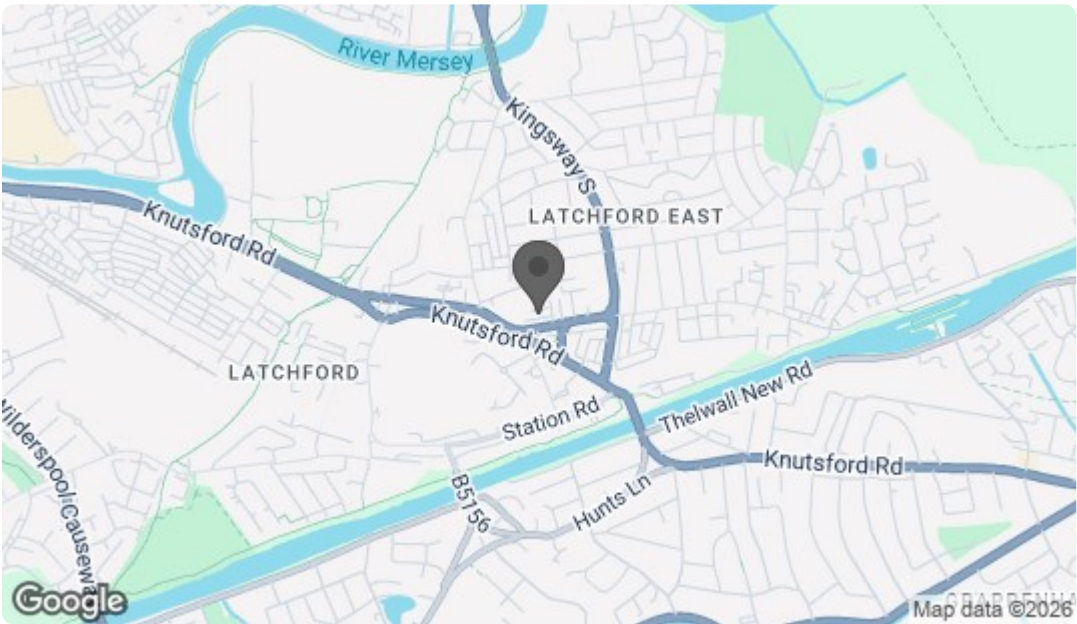 River Mersey
Kingsway S
LATCHFORD EAST
Knutsford Rd
Knutsford Rd
LATCHFORD
Thelwall New Rd
Station Rd
Knutsford Rd
B5156
Hunts Ln
Google
Map data ©2026